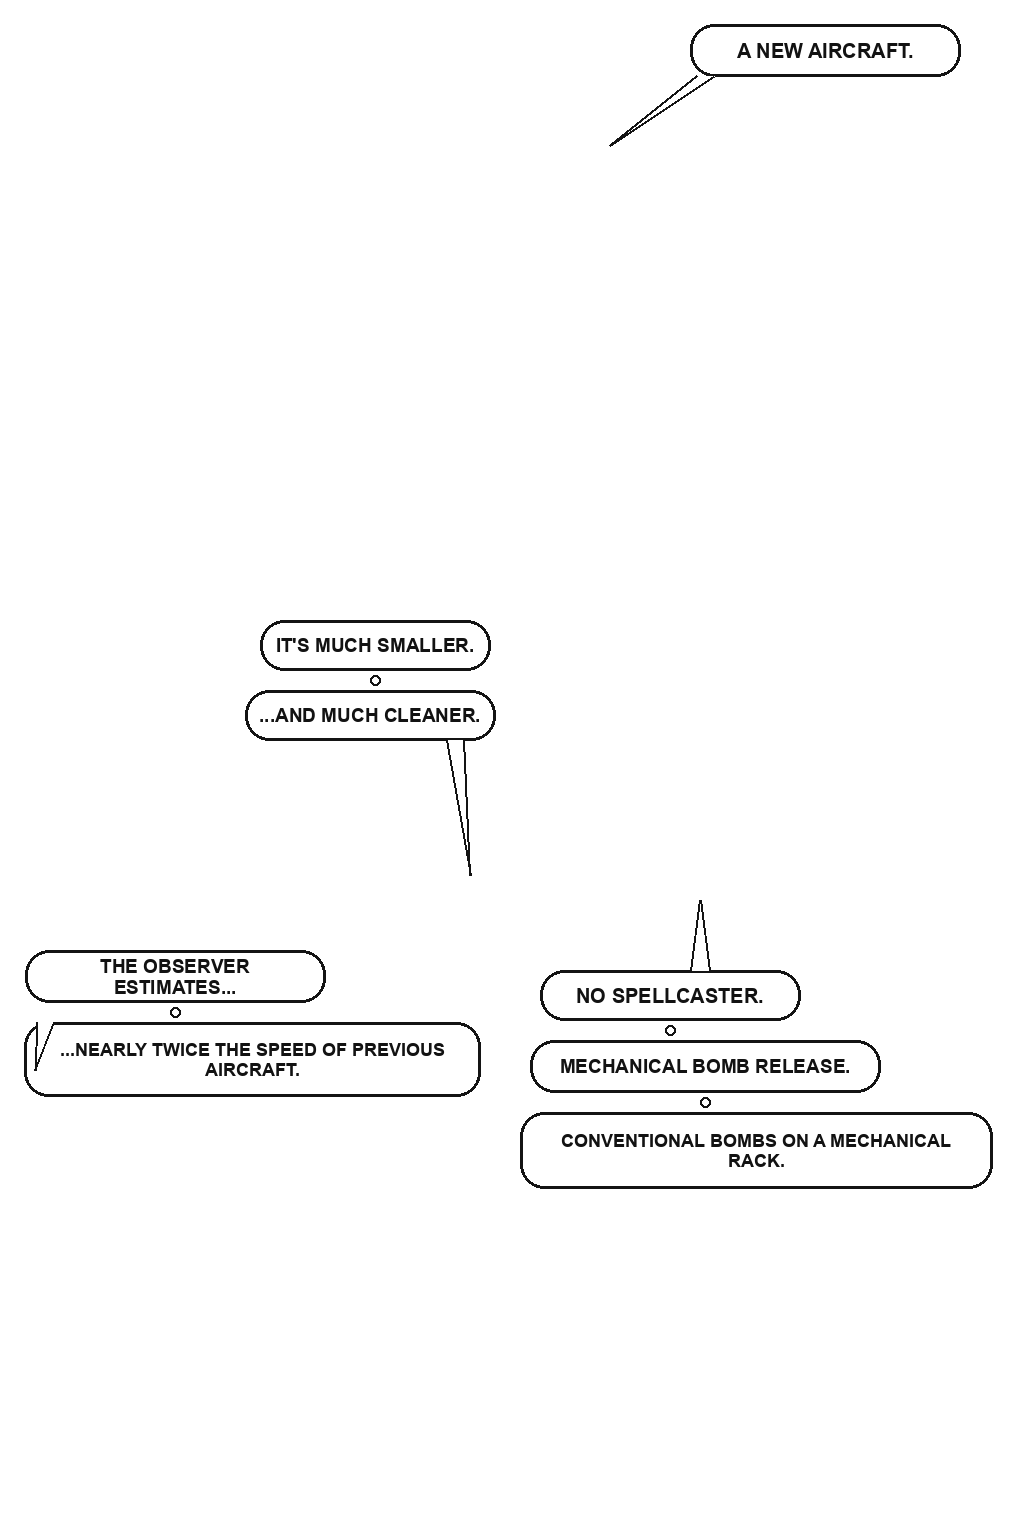 A NEW AIRCRAFT.
IT'S MUCH SMALLER.
...AND MUCH CLEANER.
THE OBSERVER
ESTIMATES...
...NEARLY TWICE THE SPEED OF PREVIOUS
AIRCRAFT.
NO SPELLCASTER.
MECHANICAL BOMB RELEASE.
CONVENTIONAL BOMBS ON A MECHANICAL
RACK.